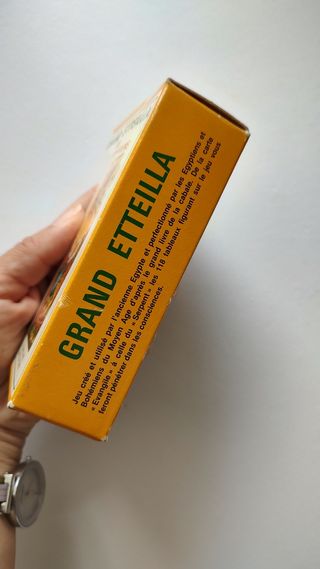 GRAND ETTEILLA
Jeu créé et utilisé par l'ancienne Egypte et perfectionné par les Egyptiens et
Bohémiens du Moyen Age d'après le grand livre de la cabale. De la carte
« Evangile » à celle du « Serpent » les 118 tableaux figurant sur le jeu vous
feront pénétrer dans les consciences.